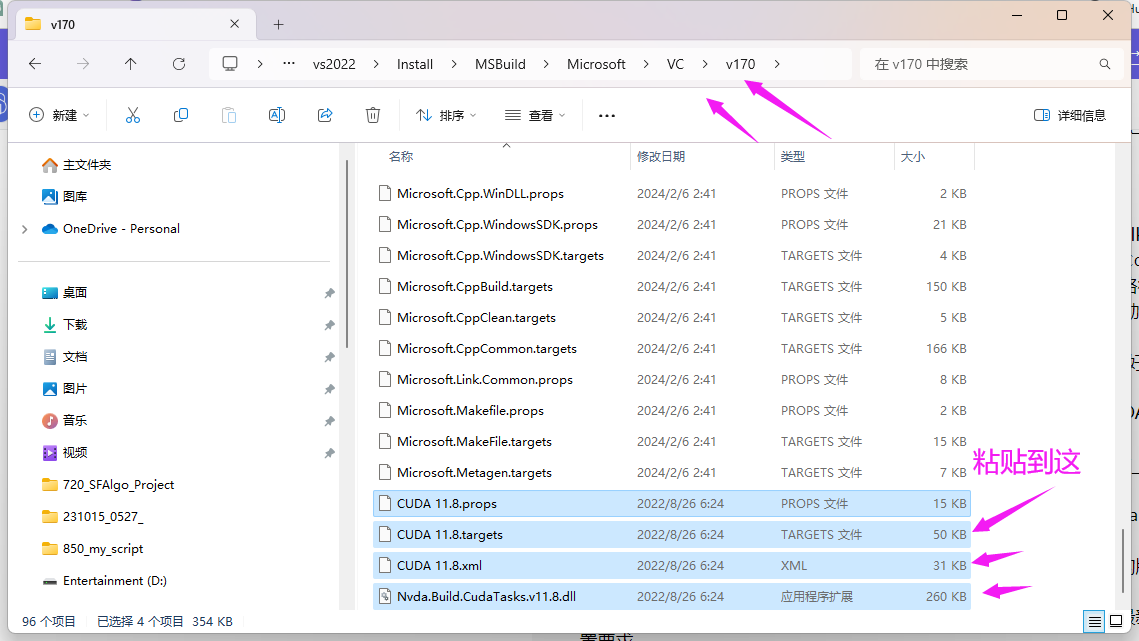 v170
vs2022 Install MSBuild Microsoft VC v170
在 v170 中搜索
新建 排序 查看 ... 详细信息
名称 修改日期 类型 大小
主文件夹
图库
OneDrive - Personal
桌面
下载
文档
图片
音乐
视频
720_SFAlgo_Project
231015_0527_
850_my_script
Entertainment (D:)
Microsoft.Cpp.WinDLL.props 2024/2/6 2:41 PROPS 文件 2 KB
Microsoft.Cpp.WindowsSDK.props 2024/2/6 2:41 PROPS 文件 21 KB
Microsoft.Cpp.WindowsSDK.targets 2024/2/6 2:41 TARGETS 文件 4 KB
Microsoft.CppBuild.targets 2024/2/6 2:41 TARGETS 文件 150 KB
Microsoft.CppClean.targets 2024/2/6 2:41 TARGETS 文件 5 KB
Microsoft.CppCommon.targets 2024/2/6 2:41 TARGETS 文件 166 KB
Microsoft.Link.Common.props 2024/2/6 2:41 PROPS 文件 8 KB
Microsoft.Makefile.props 2024/2/6 2:41 PROPS 文件 2 KB
Microsoft.MakeFile.targets 2024/2/6 2:41 TARGETS 文件 15 KB
Microsoft.Metagen.targets 2024/2/6 2:41 TARGETS 文件 7 KB
粘贴到这
CUDA 11.8.props 2022/8/26 6:24 PROPS 文件 15 KB
CUDA 11.8.targets 2022/8/26 6:24 TARGETS 文件 50 KB
CUDA 11.8.xml 2022/8/26 6:24 XML 31 KB
Nvda.Build.CudaTasks.v11.8.dll 2022/8/26 6:24 应用程序扩展 260 KB
96 个项目 已选择 4 个项目 354 KB